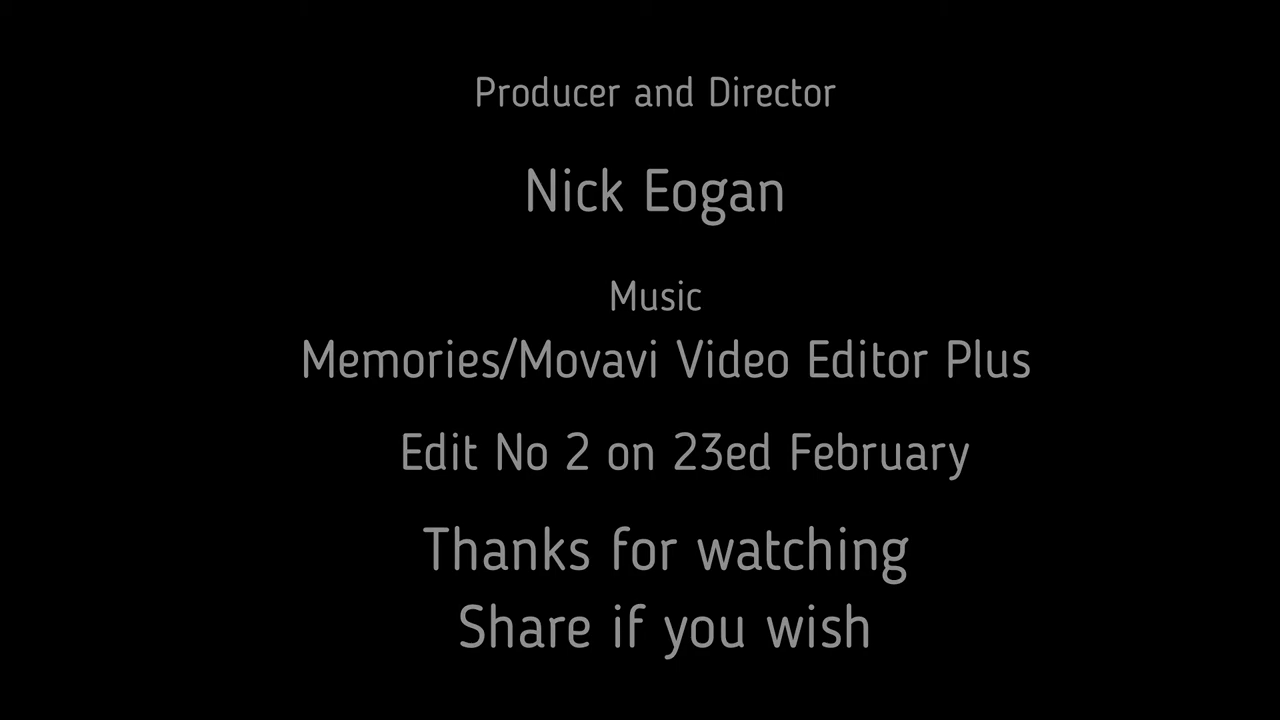 Producer and Director
Nick Eogan
Music
Memories/Movavi Video Editor Plus
Edit No 2 on 23ed February
Thanks for watching
Share if you wish